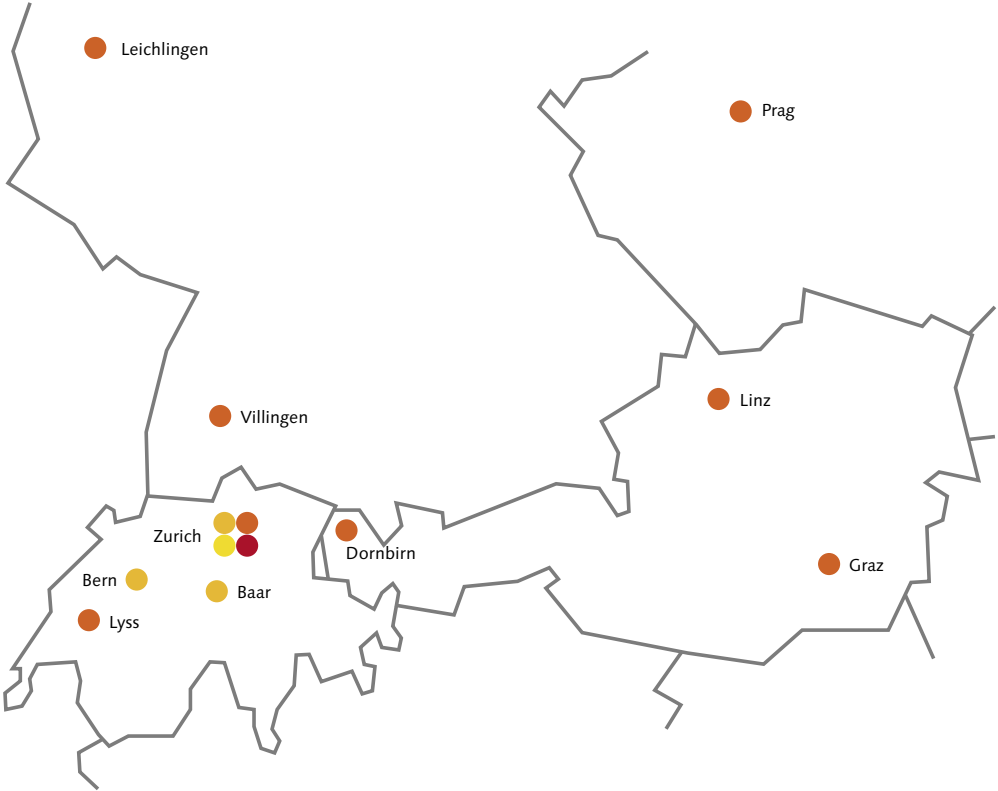 Leichlingen
Prag
Linz
Villingen
Zurich
Dornbirn
Graz
Bern
Baar
Lyss